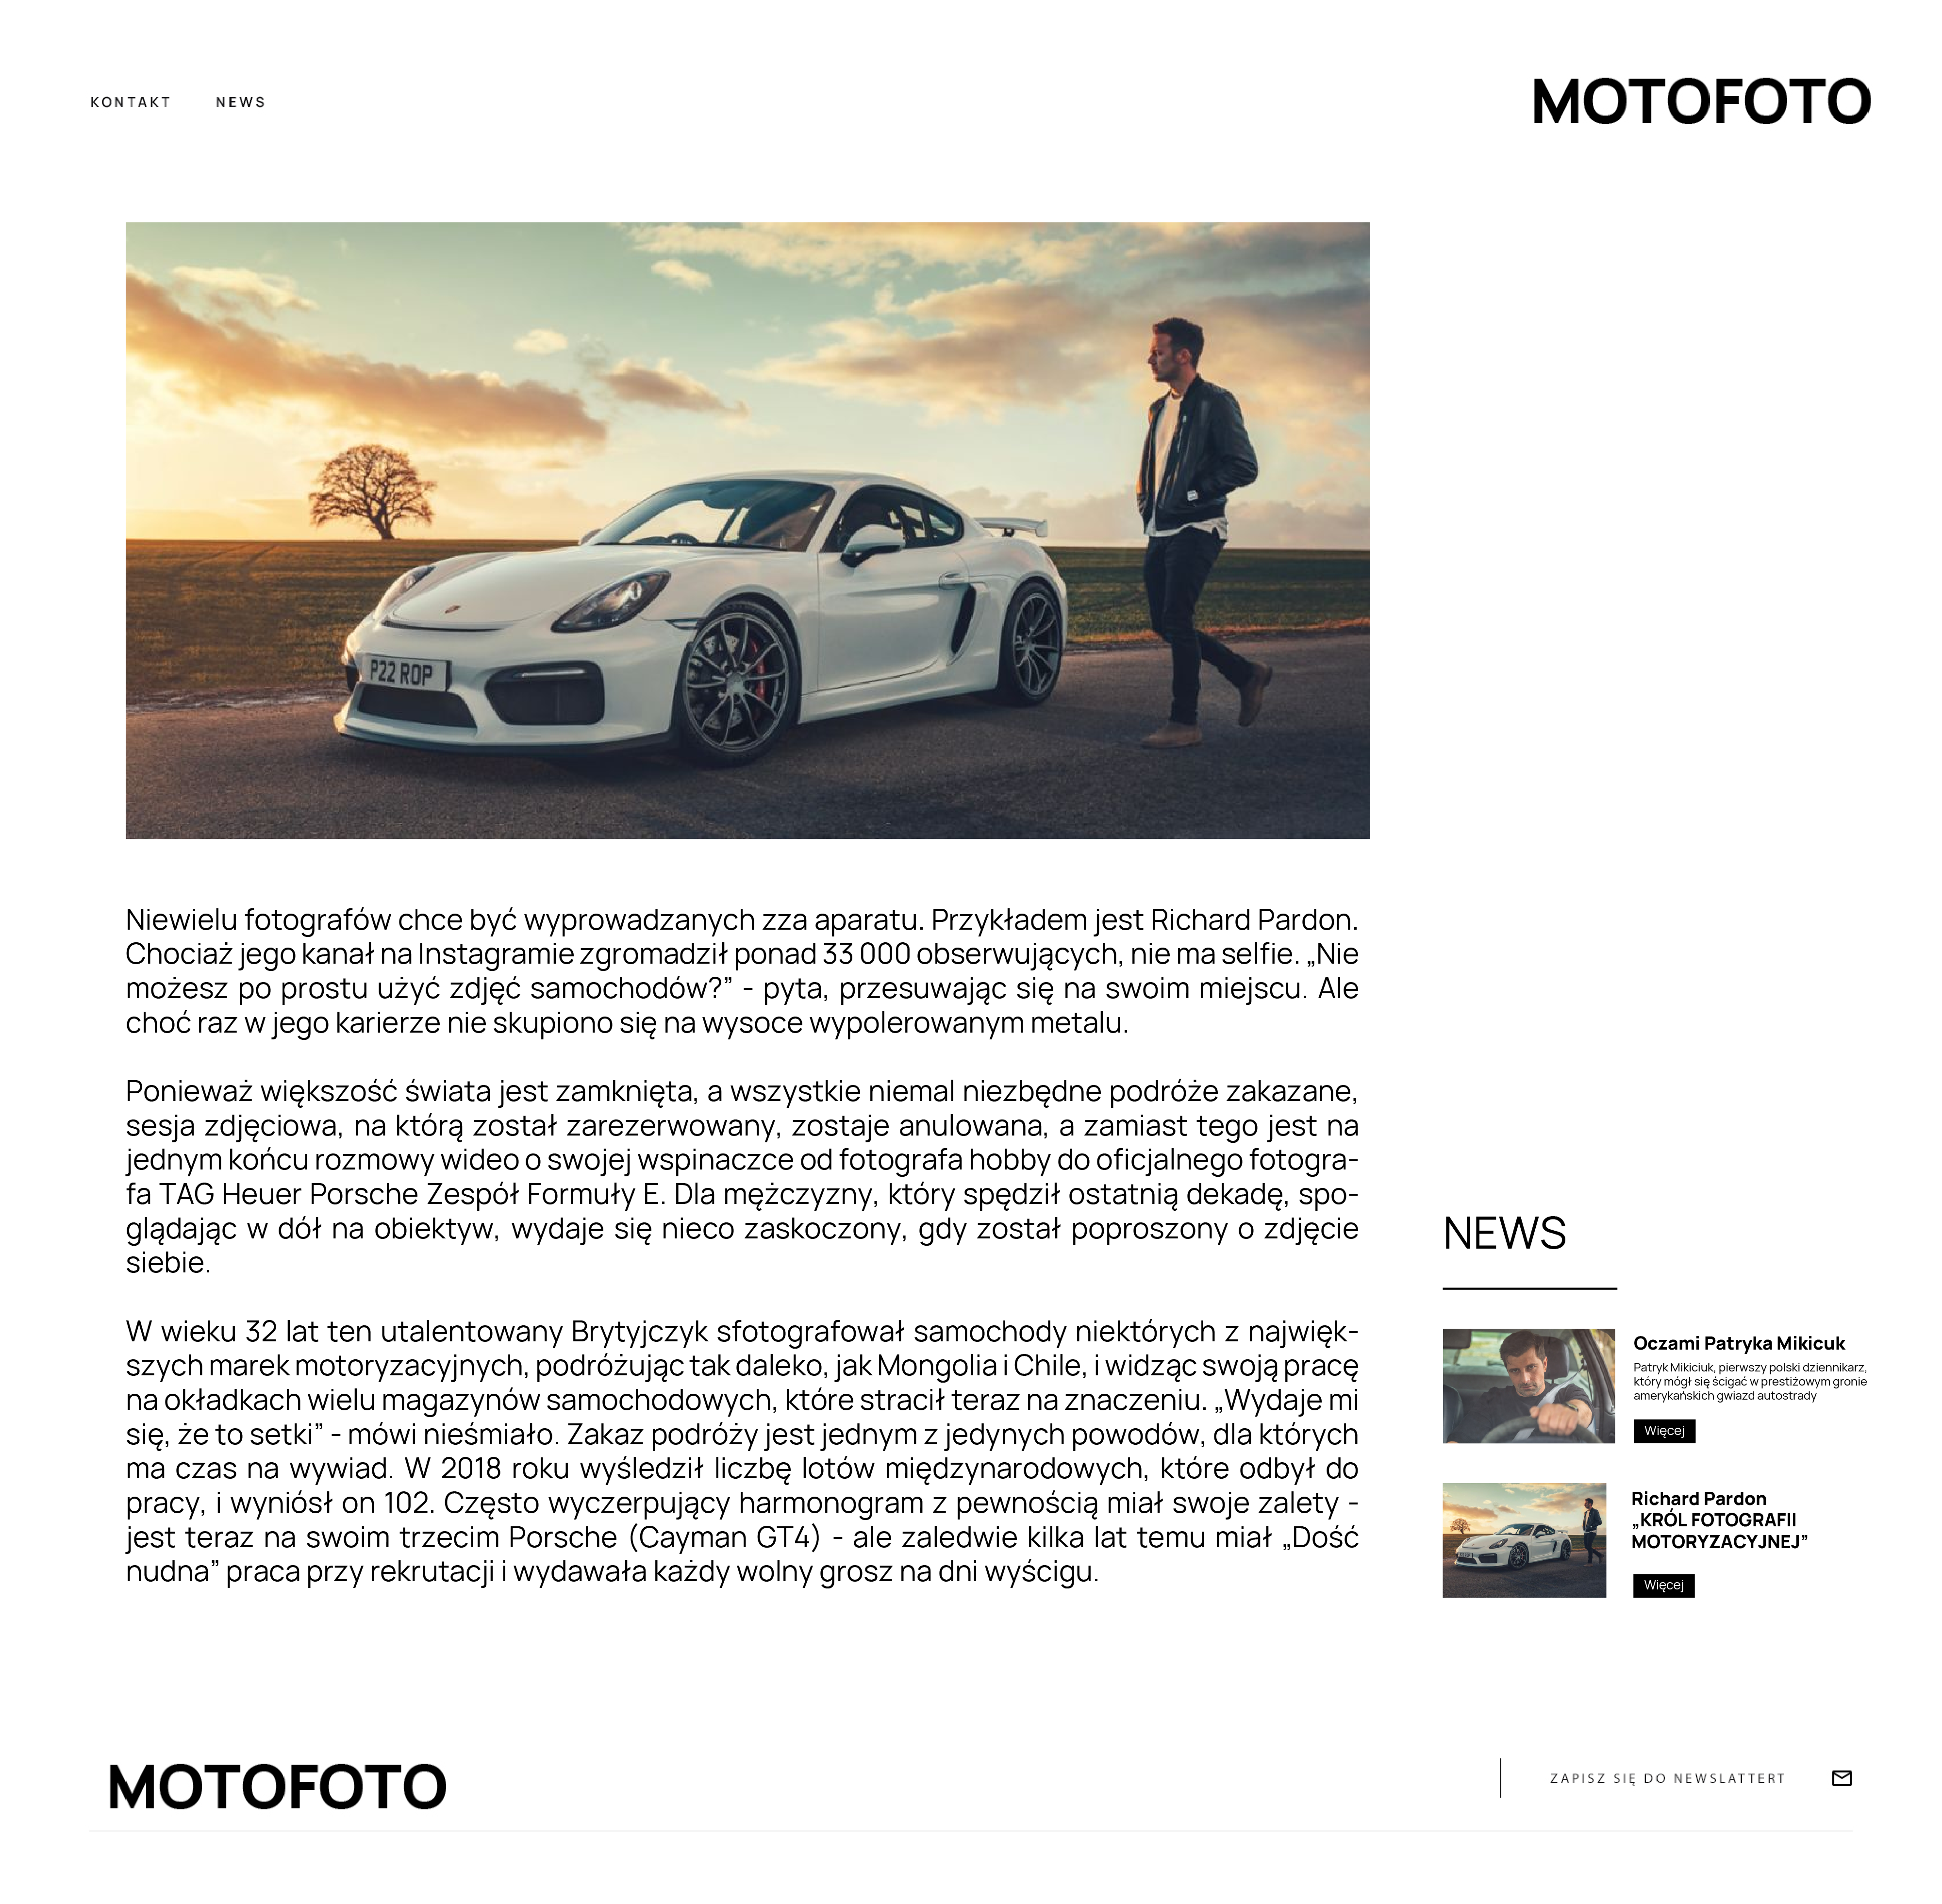 KONTAKT NEWS
MOTOFOTO
P22 ROP
Niewielu fotografów chce być wyprowadzanych zza aparatu. Przykładem jest Richard Pardon.
Chociaż jego kanał na Instagramie zgromadził ponad 33 000 obserwujących, nie ma selfie. „Nie
możesz po prostu użyć zdjęć samochodów?” - pyta, przesuwając się na swoim miejscu. Ale
choć raz w jego karierze nie skupiono się na wysoce wypolerowanym metalu.
Ponieważ większość świata jest zamknięta, a wszystkie niemal niezbędne podróże zakazane,
sesja zdjęciowa, na którą został zarezerwowany, zostaje anulowana, a zamiast tego jest na
jednym końcu rozmowy wideo o swojej wspinaczce od fotografa hobby do oficjalnego fotogra-
fa TAG Heuer Porsche Zespół Formuły E. Dla mężczyzny, który spędził ostatnią dekadę, spo-
glądając w dół na obiektyw, wydaje się nieco zaskoczony, gdy został poproszony o zdjęcie
siebie.
W wieku 32 lat ten utalentowany Brytyjczyk sfotografował samochody niektórych z najwięk-
szych marek motoryzacyjnych, podróżując tak daleko, jak Mongolia i Chile, i widząc swoją pracę
na okładkach wielu magazynów samochodowych, które stracił teraz na znaczeniu. „Wydaje mi
się, że to setki” - mówi nieśmiało. Zakaz podróży jest jednym z jedynych powodów, dla których
ma czas na wywiad. W 2018 roku wyśledził liczbę lotów międzynarodowych, które odbył do
pracy, i wyniósł on 102. Często wyczerpujący harmonogram z pewnością miał swoje zalety -
jest teraz na swoim trzecim Porsche (Cayman GT4) - ale zaledwie kilka lat temu miał „Dość
nudna” praca przy rekrutacji i wydawała każdy wolny grosz na dni wyścigu.
NEWS
Oczami Patryka Mikicuk
Patryk Mikiciuk, pierwszy polski dziennikarz,
który mógł się ścigać w prestiżowym gronie
amerykańskich gwiazd autostrady
Więcej
Richard Pardon
„KRÓL FOTOGRAFII
MOTORYZACYJNEJ”
Więcej
MOTOFOTO
ZAPISZ SIĘ DO NEWSLATTERT